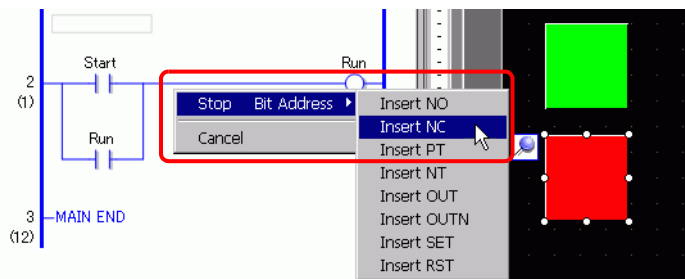 Start
Run
2
(1)
Stop Bit Address
Insert NO
Insert NC
Cancel
Run
Insert PT
Insert NT
Insert OUT
3
MAIN END
Insert OUTN
(12)
Insert SET
Insert RST